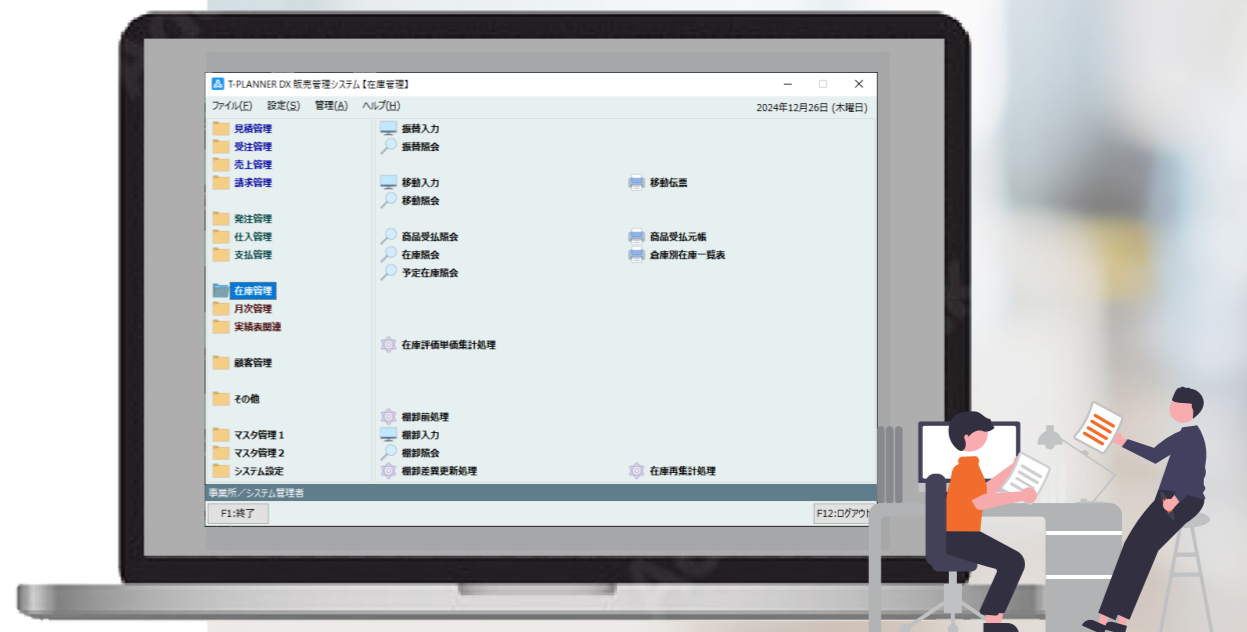 T-PLANNER DX 販売管理システム【在庫管理】
ファイル(F) 設定(S) 管理(A) ヘルプ(H) 2024年12月26日 (木曜日)
見積管理 振替入力
受注管理 振替照会
売上管理
請求管理 移動入力 移動伝票
移動照会
発注管理
仕入管理 商品受払照会 商品受払元帳
支払管理 在庫照会 倉庫別在庫一覧表
予定在庫照会
在庫管理
月次管理
実績表関連
在庫評価単価集計処理
顧客管理
その他
棚卸前処理
マスタ管理1 棚卸入力
マスタ管理2 棚卸照会
システム設定 棚卸差異更新処理 在庫再集計処理
事業所/システム管理者
F1:終了 F12:ログアウト